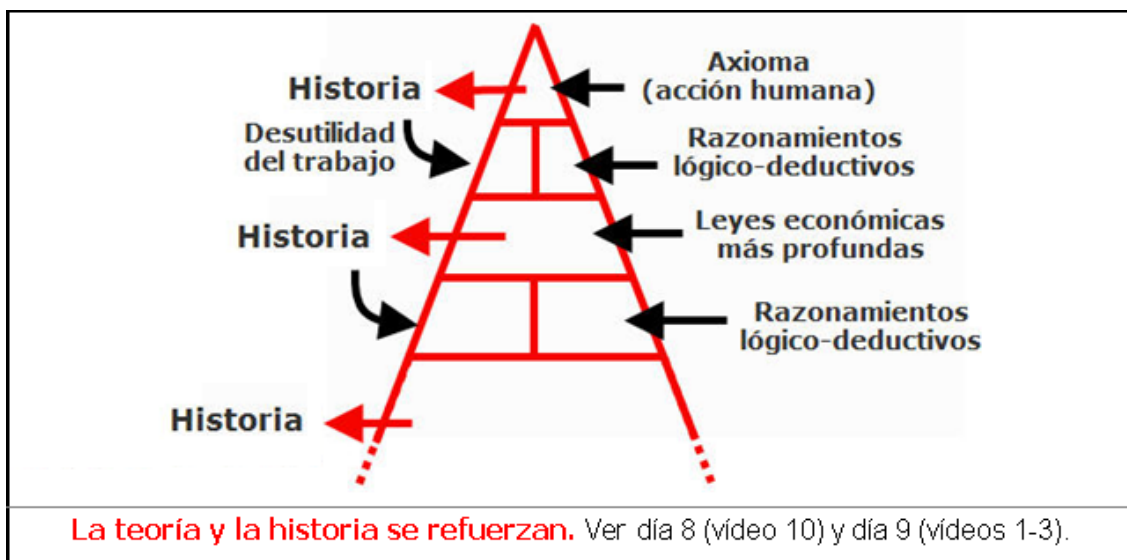 Historia
Axioma
(acción humana)
Desutilidad
del trabajo
Razonamientos
lógico-deductivos
Historia
Leyes económicas
más profundas
Razonamientos
lógico-deductivos
Historia
La teoría y la historia se refuerzan. Ver día 8 (vídeo 10) y día 9 (vídeos 1-3).